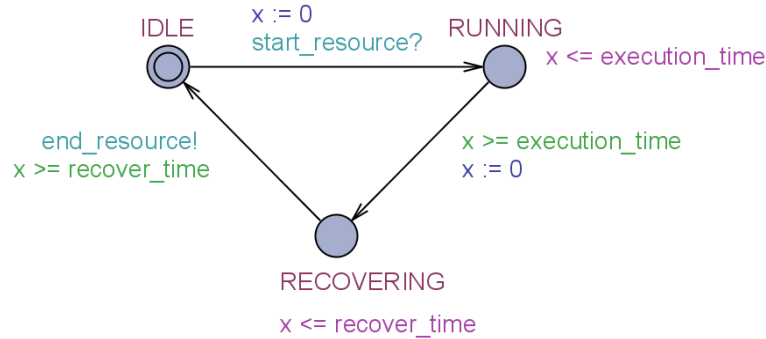 x := 0
IDLE
start_resource?
RUNNING
x <= execution_time
end_resource!
x >= recover_time
x >= execution_time
x := 0
RECOVERING
x <= recover_time